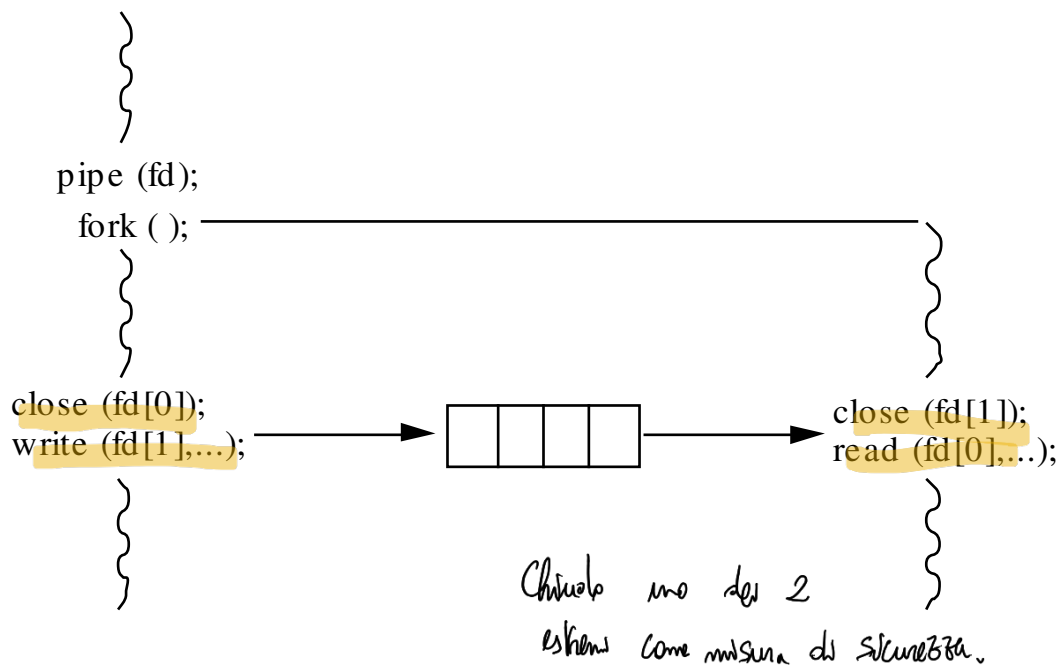 pipe (fd);
fork ( );
close (fd[0]);
write (fd[1],...);
close (fd[1]);
read (fd[0],...);
Chiudo uno dei 2
estremi come misura di sicurezza.